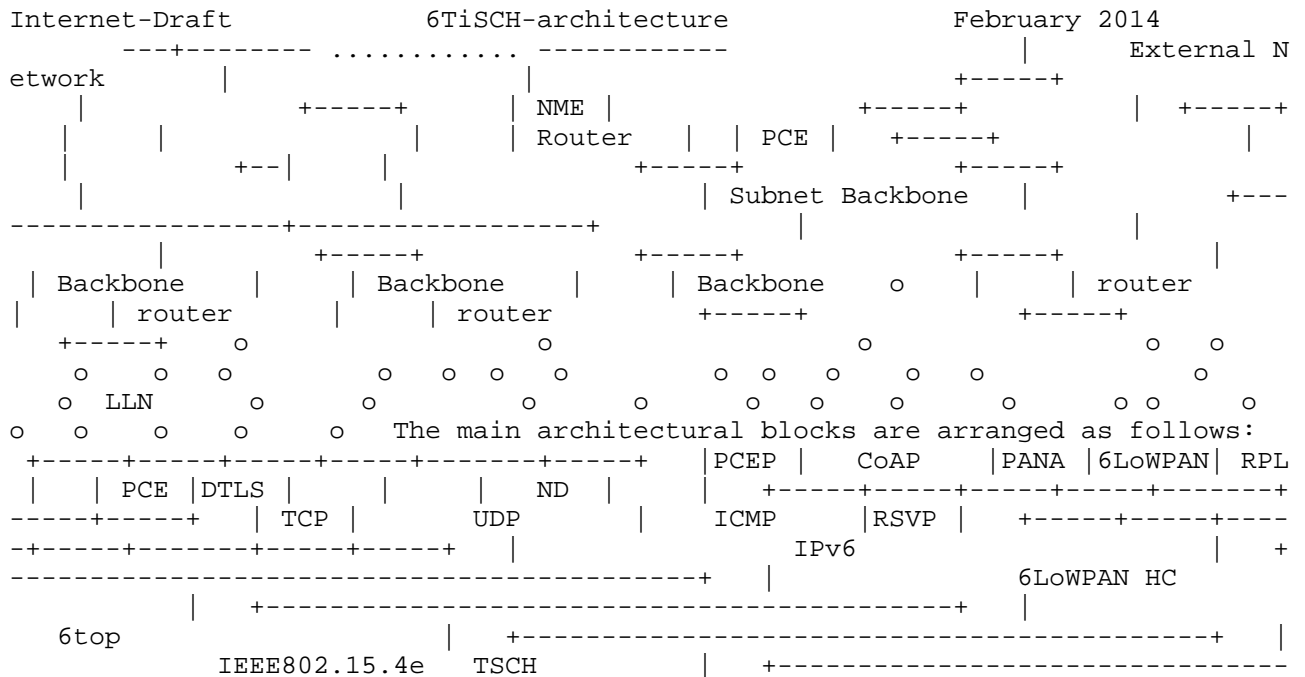 Internet-Draft              6TiSCH-architecture              February 2014
       ---+-------- ............ ------------                  |      External N
etwork       |                  |                          +-----+
    |             +-----+      | NME |               +-----+          |  +-----+
   |     |               |     | Router   |  | PCE |   +-----+               |
   |          +--|     |               +-----+             +-----+
    |                   |                  | Subnet Backbone   |            +---
-----------------+------------------+            |                    |
         |         +-----+             +-----+             +-----+         |
 | Backbone    |     | Backbone    |     | Backbone    o    |     | router
|     | router      |     | router         +-----+             +-----+
   +-----+    o                  o                   o                 o   o
    o    o   o         o   o  o   o         o  o   o    o   o             o
   o  LLN      o      o         o      o      o   o    o      o      o o     o
o   o    o    o     o   The main architectural blocks are arranged as follows:
 +-----+-----+-----+-----+-------+-----+   |PCEP |   CoAP    |PANA |6LoWPAN| RPL
 |   | PCE |DTLS |     |     |   ND  |     |   +-----+-----+-----+-----+-------+
-----+-----+   | TCP |       UDP       |    ICMP     |RSVP |   +-----+-----+----
-+-----+-------+-----+-----+   |                 IPv6                      |   +
-------------------------------------------+   |               6LoWPAN HC
           |   +-------------------------------------------+   |
   6top                    |   +-------------------------------------------+   |
             IEEE802.15.4e   TSCH          |   +--------------------------------